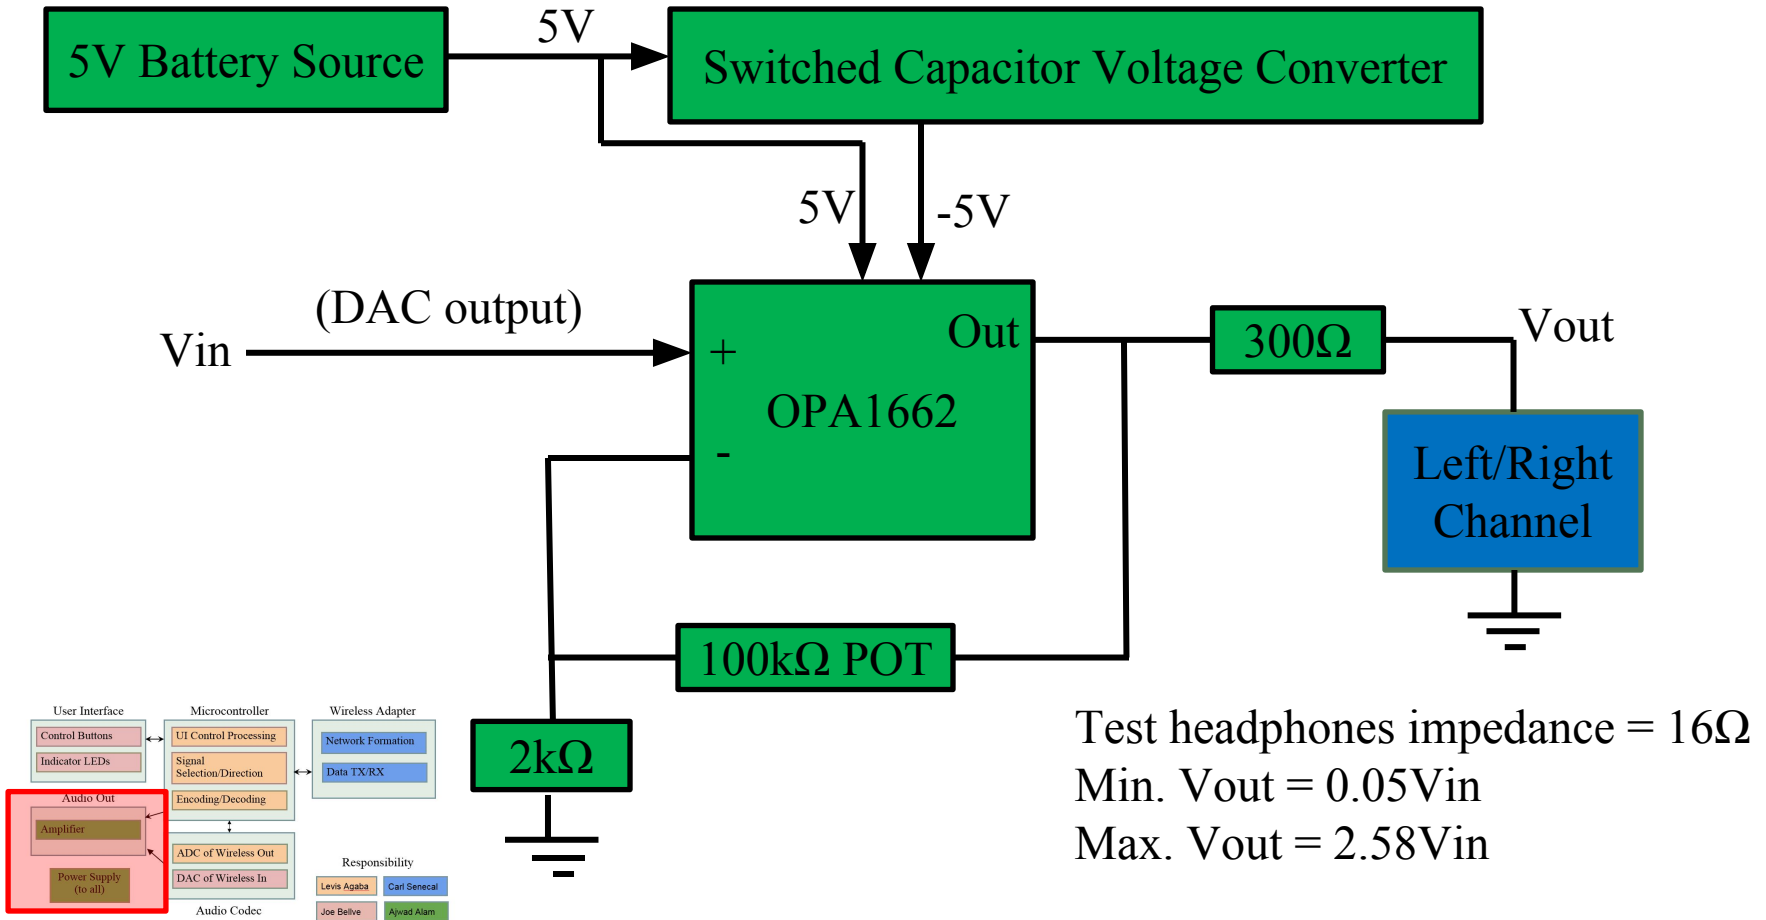 5V Battery Source
5V
Switched Capacitor Voltage Converter
5V
-5V
(DAC output)
Vin
+
Out
300Ω
Vout
OPA1662
-
Left/Right
Channel
100kΩ POT
2kΩ
Test headphones impedance = 16Ω
Min. Vout = 0.05Vin
Max. Vout = 2.58Vin
User Interface
Control Buttons
Indicator LEDs
Microcontroller
UI Control Processing
Signal
Selection/Direction
Encoding/Decoding
Wireless Adapter
Network Formation
Data TX/RX
Audio Out
Amplifier
Power Supply
(to all)
ADC of Wireless Out
DAC of Wireless In
Audio Codec
Responsibility
Levis Agaba
Carl Senecal
Joe Bellve
Ajwad Alam